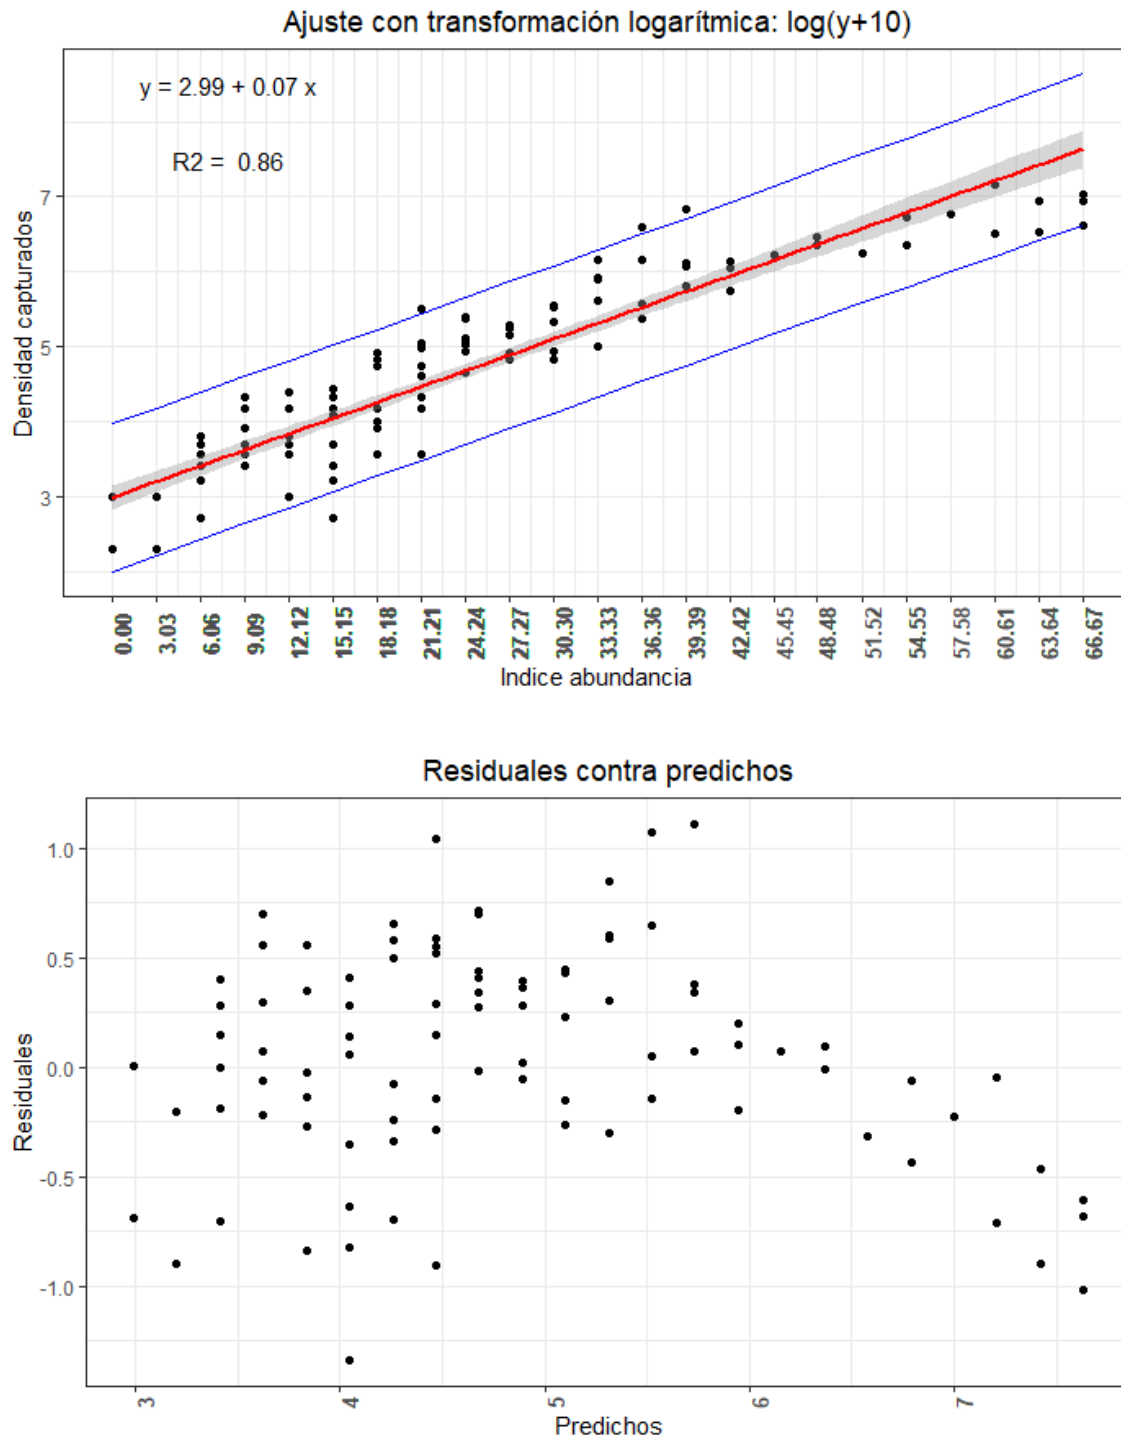 Ajuste con transformación logarítmica: log(y+10)
y = 2.99 + 0.07 x
R2 = 0.86
7
5
3
Densidad capturados
0.00 3.03 6.06 9.09 12.12 15.15 18.18 21.21 24.24 27.27 30.30 33.33 36.36 39.39 42.42 45.45 48.48 51.52 54.55 57.58 60.61 63.64 66.67
Indice abundancia
Residuales contra predichos
1.0
0.5
0.0
-0.5
-1.0
Residuales
3 4 5 6 7
Predichos